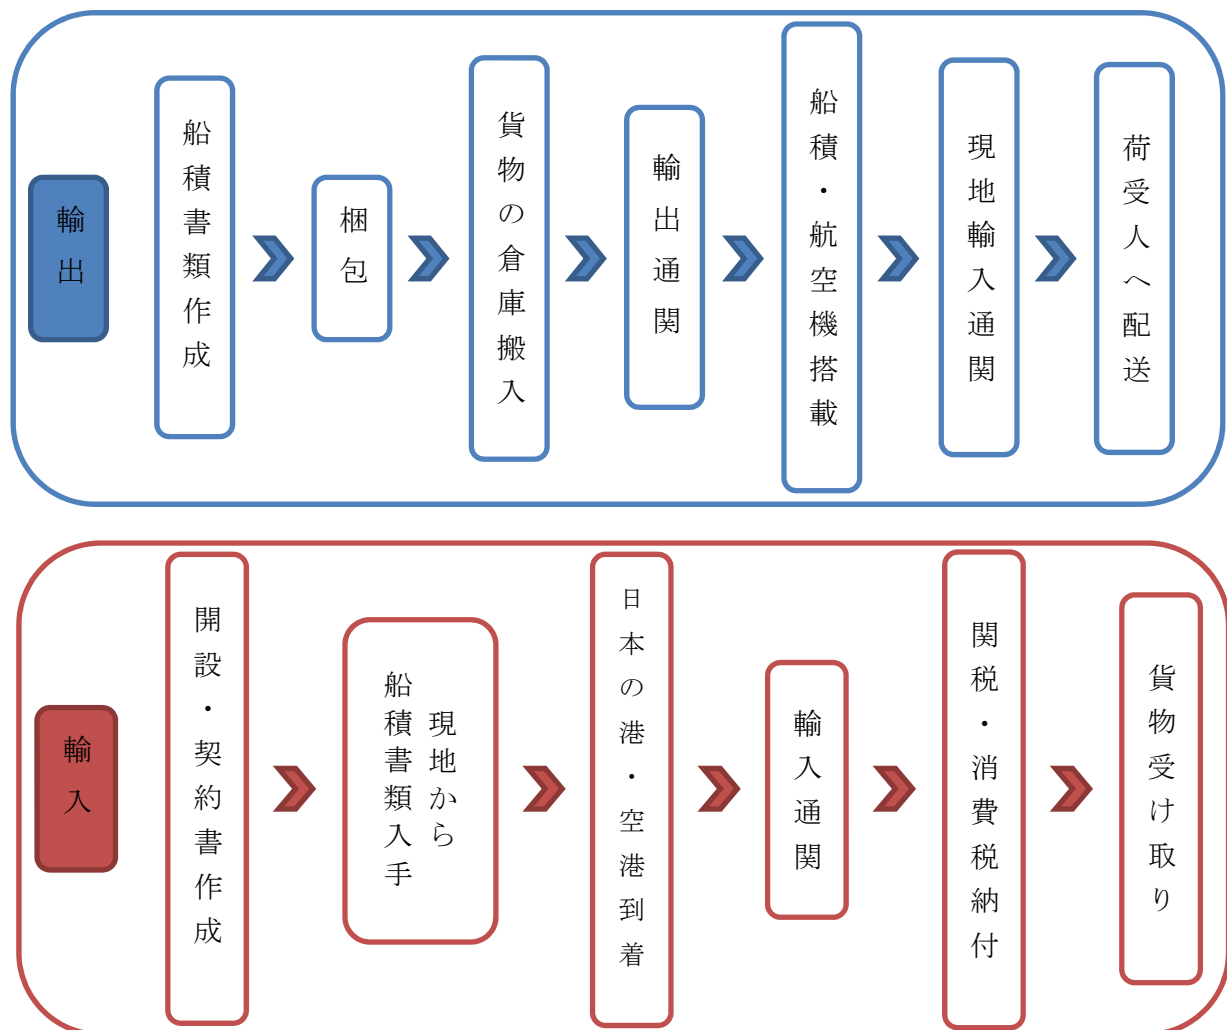 輸出
船積書類作成
梱包
貨物の倉庫搬入
輸出通関
船積・航空機搭載
現地輸入通関
荷受人へ配送
輸入
開設・契約書作成
現地から
船積書類入手
日本の港・空港到着
輸入通関
関税・消費税納付
貨物受け取り